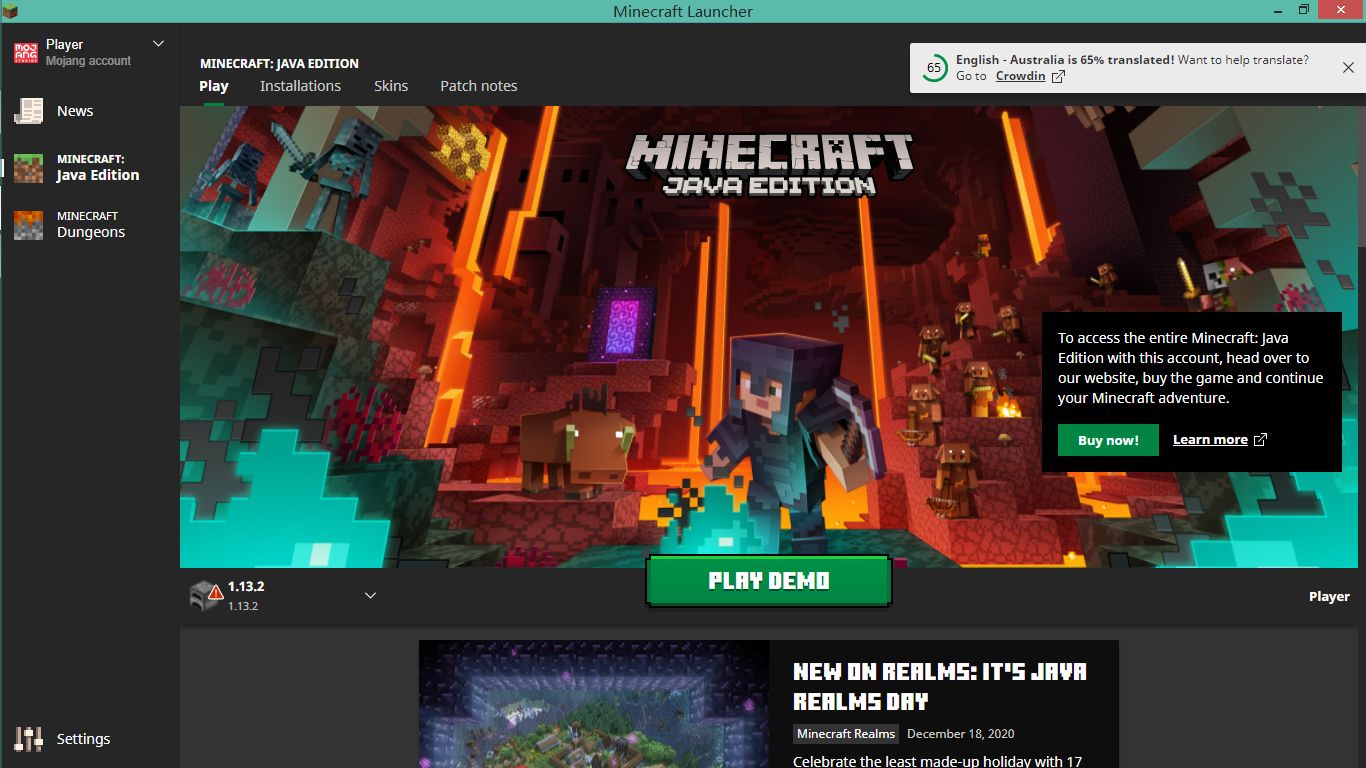 Minecraft Launcher
Player
Mojang account
News
MINECRAFT:
Java Edition
MINECRAFT
Dungeons
Settings
MINECRAFT: JAVA EDITION
Play Installations Skins Patch notes
65
English - Australia is 65% translated! Want to help translate?
Go to Crowdin
MINECRAFT
JAVA EDITION
To access the entire Minecraft: Java
Edition with this account, head over to
our website, buy the game and continue
your Minecraft adventure.
Buy now! Learn more
1.13.2
1.13.2
PLAY DEMO
Player
NEW ON REALMS: IT'S JAVA
REALMS DAY
Minecraft Realms December 18, 2020
Celebrate the least made-up holiday with 17